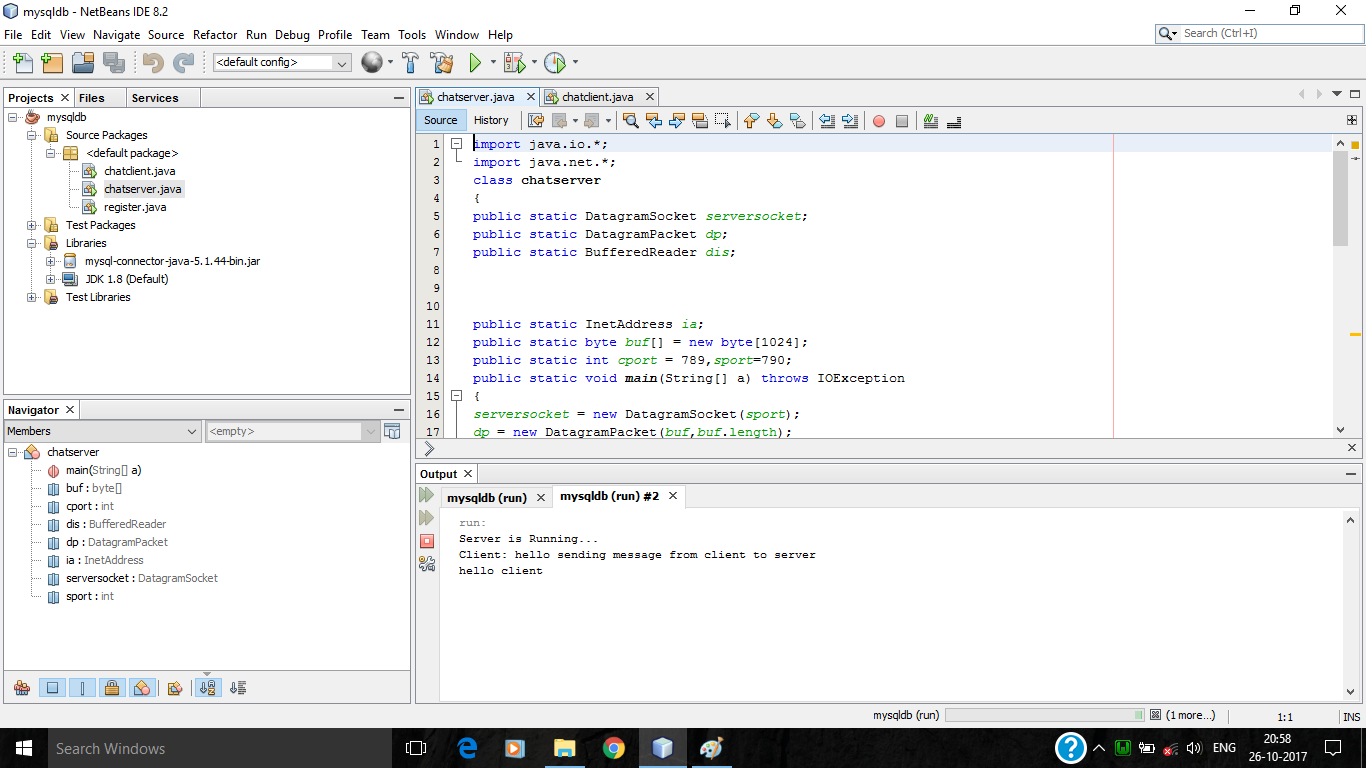 mysqldb - NetBeans IDE 8.2
File Edit View Navigate Source Refactor Run Debug Profile Team Tools Window Help
Search (Ctrl+I)
<default config>
Projects Files Services
mysqldb
Source Packages
<default package>
chatclient.java
chatserver.java
register.java
Test Packages
Libraries
mysql-connector-java-5.1.44-bin.jar
JDK 1.8 (Default)
Test Libraries
Navigator
Members <empty>
chatserver
main(String[] a)
buf : byte[]
cport : int
dis : BufferedReader
dp : DatagramPacket
ia : InetAddress
serversocket : DatagramSocket
sport : int
chatserver.java chatclient.java
Source History
1 import java.io.*;
2 import java.net.*;
3 class chatserver
4 {
5 public static DatagramSocket serversocket;
6 public static DatagramPacket dp;
7 public static BufferedReader dis;
8
9
10
11 public static InetAddress ia;
12 public static byte buf[] = new byte[1024];
13 public static int cport = 789,sport=790;
14 public static void main(String[] a) throws IOException
15 {
16 serversocket = new DatagramSocket(sport);
17 dp = new DatagramPacket(buf,buf.length);
Output
mysqldb (run) mysqldb (run) #2
run:
Server is Running...
Client: hello sending message from client to server
hello client
mysqldb (run) (1 more...) 1:1 INS
Search Windows
ENG
20:58
26-10-2017